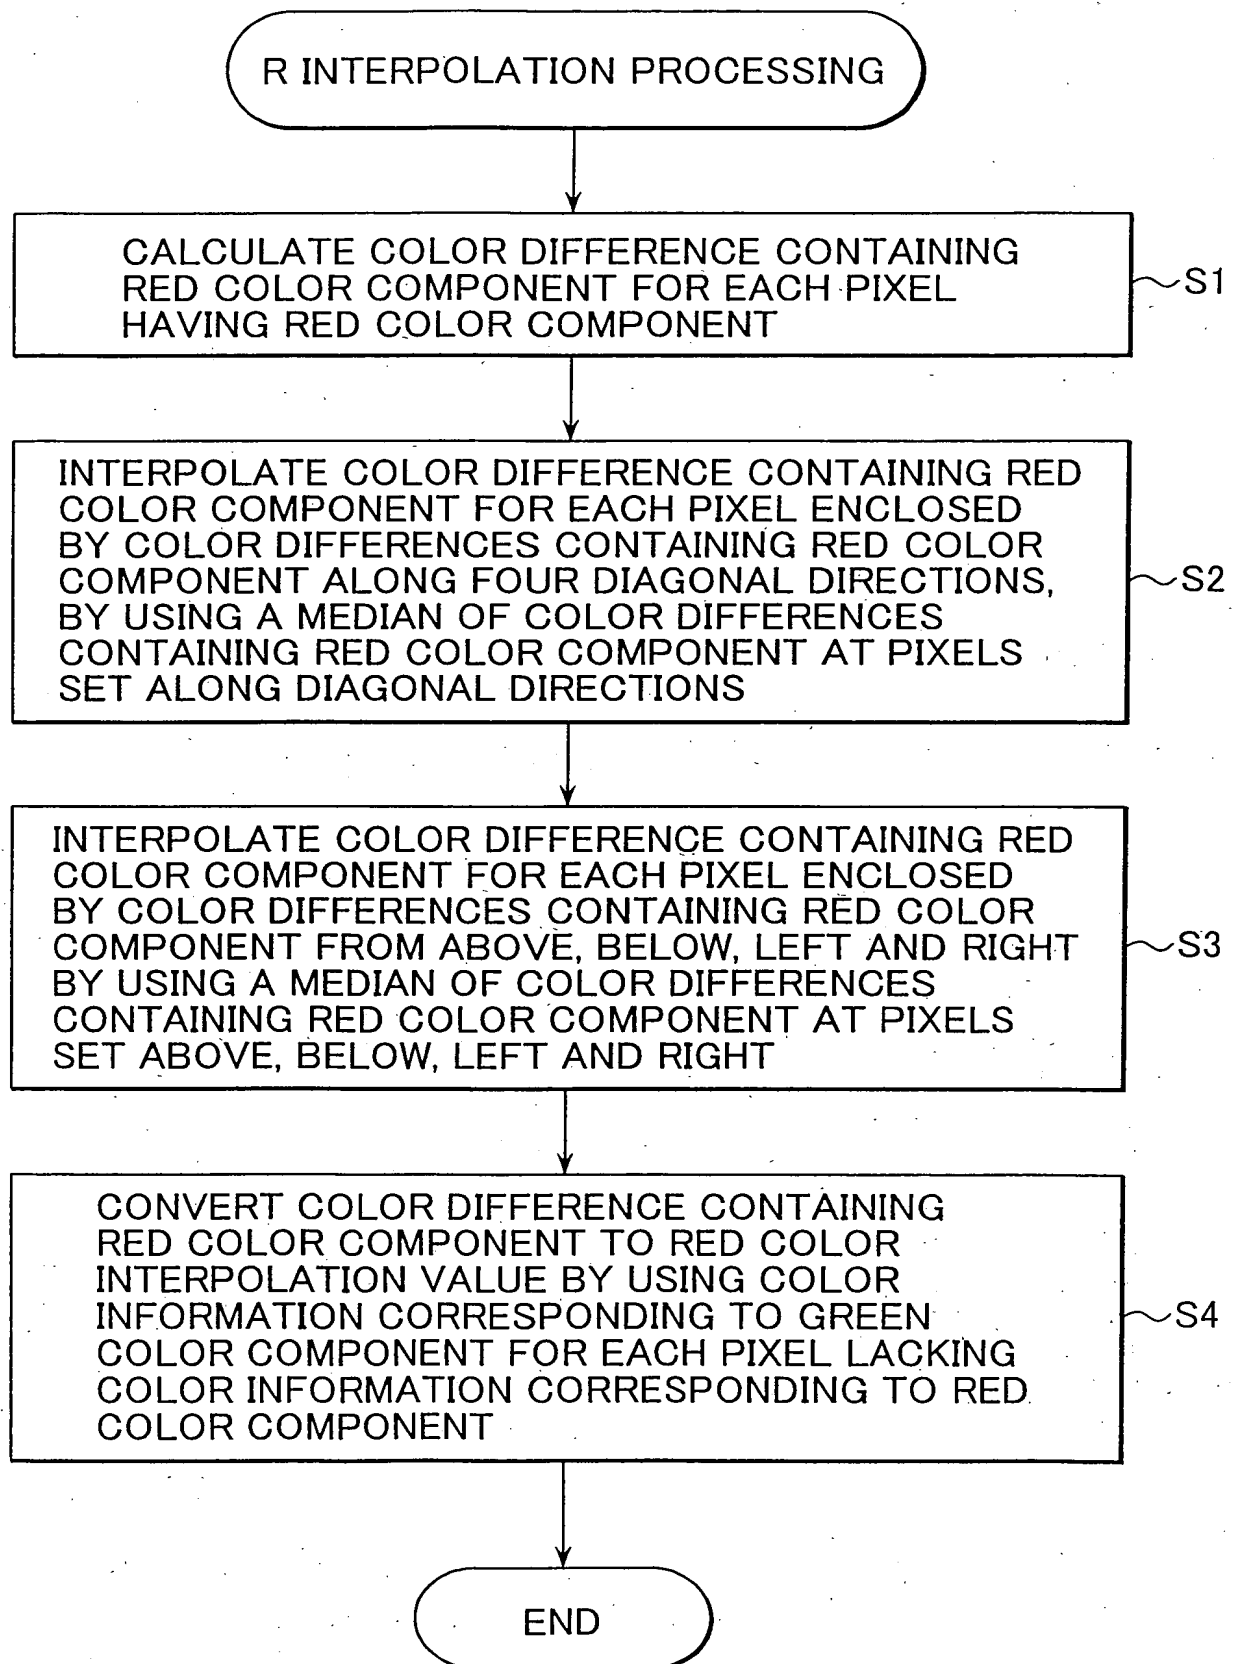 R INTERPOLATION PROCESSING
CALCULATE COLOR DIFFERENCE CONTAINING
RED COLOR COMPONENT FOR EACH PIXEL
HAVING RED COLOR COMPONENT
S1
INTERPOLATE COLOR DIFFERENCE CONTAINING RED
COLOR COMPONENT FOR EACH PIXEL ENCLOSED
BY COLOR DIFFERENCES CONTAINING RED COLOR
COMPONENT ALONG FOUR DIAGONAL DIRECTIONS,
BY USING A MEDIAN OF COLOR DIFFERENCES
CONTAINING RED COLOR COMPONENT AT PIXELS
SET ALONG DIAGONAL DIRECTIONS
S2
INTERPOLATE COLOR DIFFERENCE CONTAINING RED
COLOR COMPONENT FOR EACH PIXEL ENCLOSED
BY COLOR DIFFERENCES CONTAINING RED COLOR
COMPONENT FROM ABOVE, BELOW, LEFT AND RIGHT
BY USING A MEDIAN OF COLOR DIFFERENCES
CONTAINING RED COLOR COMPONENT AT PIXELS
SET ABOVE, BELOW, LEFT AND RIGHT
S3
CONVERT COLOR DIFFERENCE CONTAINING
RED COLOR COMPONENT TO RED COLOR
INTERPOLATION VALUE BY USING COLOR
INFORMATION CORRESPONDING TO GREEN
COLOR COMPONENT FOR EACH PIXEL LACKING
COLOR INFORMATION CORRESPONDING TO RED
COLOR COMPONENT
S4
END